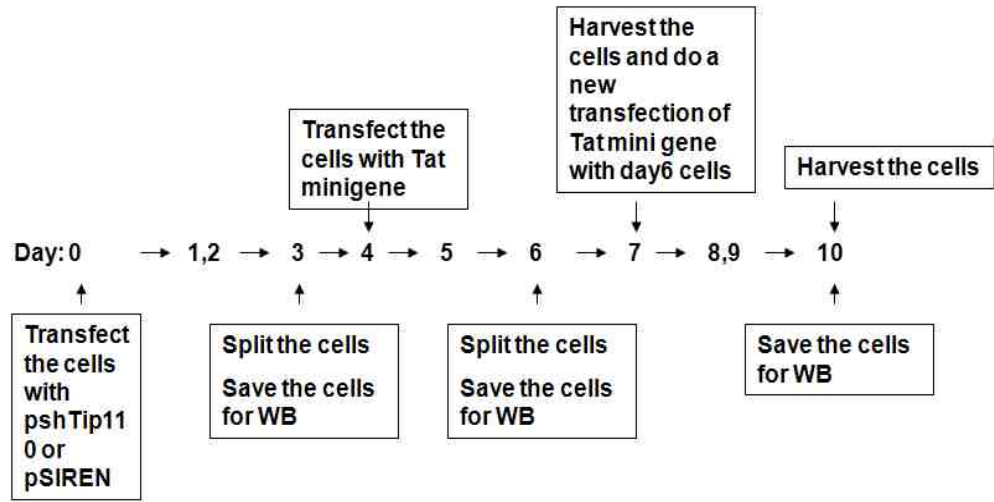 Harvest the
cells and do a
new
transfection of
Tat mini gene
with day6 cells
Transfect the
cells with Tat
minigene
Harvest the cells
Day: 0 → 1,2 → 3 → 4 → 5 → 6 → 7 → 8,9 → 10
Transfect
the cells
with
pshTip11
0 or
pSIREN
Split the cells
Save the cells
for WB
Split the cells
Save the cells
for WB
Save the cells
for WB